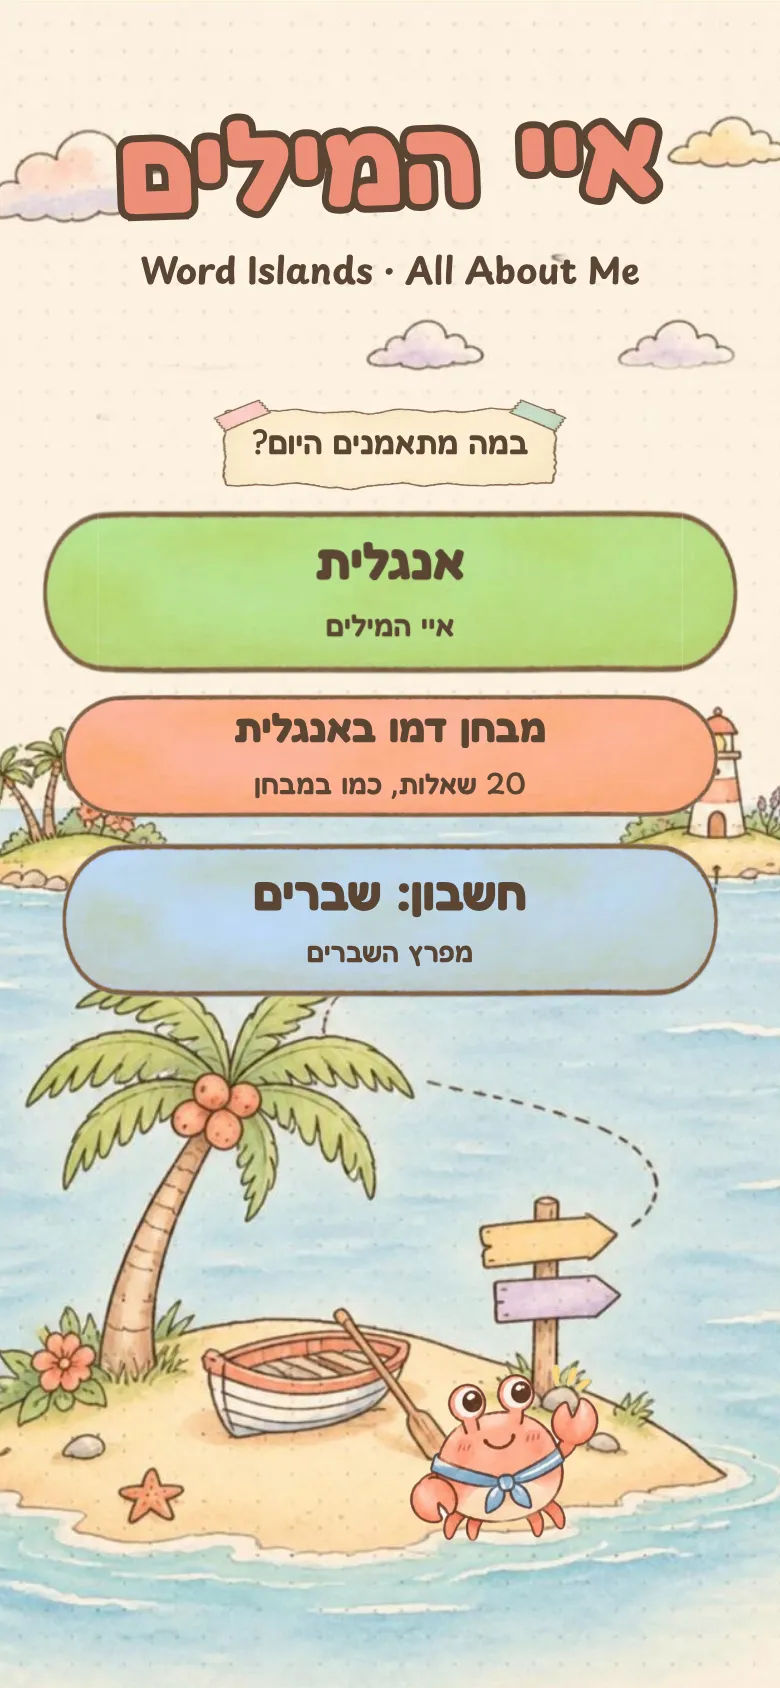 איי המילים
Word Islands · All About Me
במה מתאמנים היום?
אנגלית
איי המילים
מבחן דמו באנגלית
20 שאלות, כמו במבחן
חשבון: שברים
מפרץ השברים